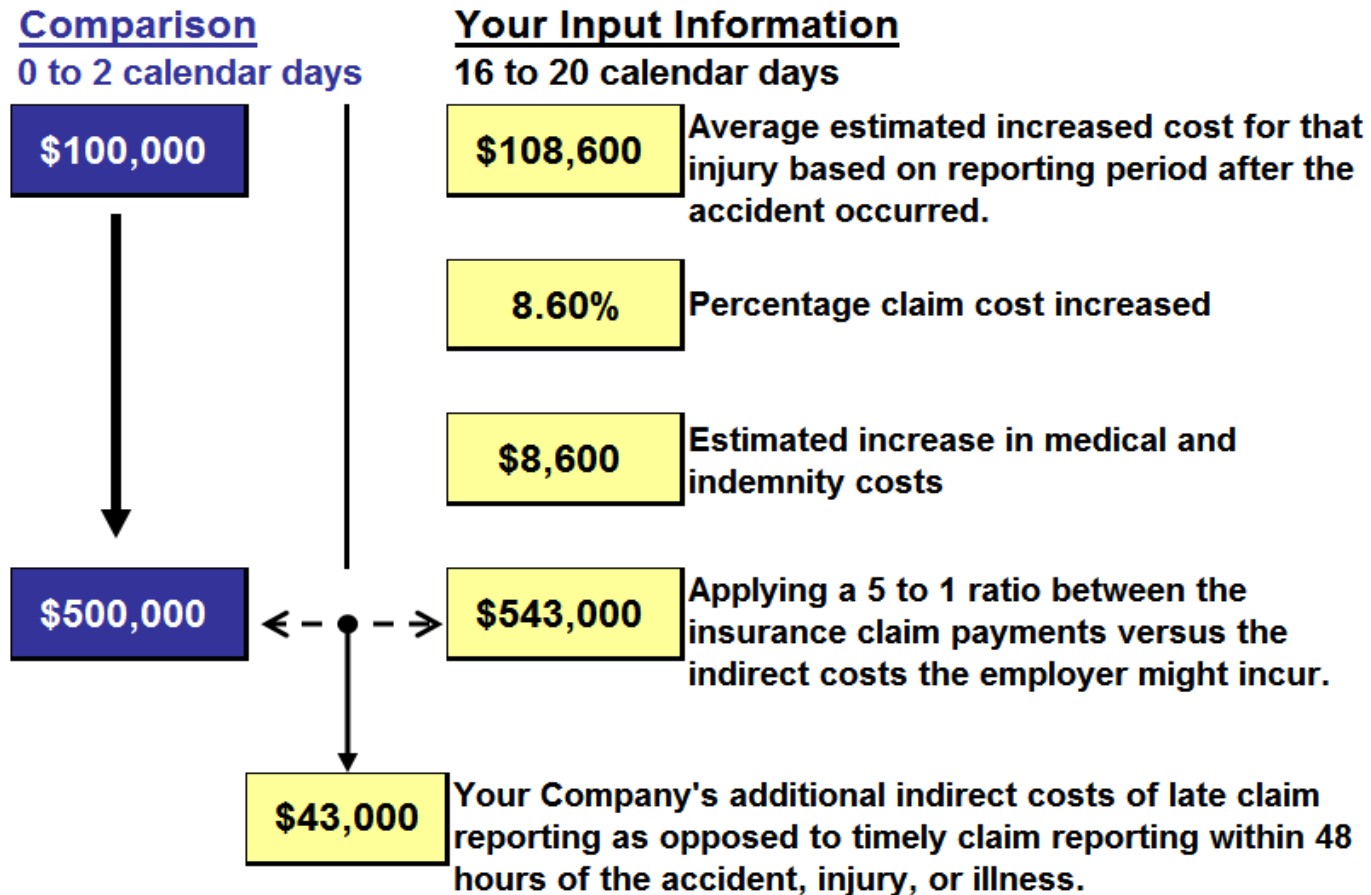 Comparison
0 to 2 calendar days
Your Input Information
16 to 20 calendar days
$100,000
$108,600
Average estimated increased cost for that
injury based on reporting period after the
accident occurred.
8.60%
Percentage claim cost increased
$8,600
Estimated increase in medical and
indemnity costs
$500,000
$543,000
Applying a 5 to 1 ratio between the
insurance claim payments versus the
indirect costs the employer might incur.
$43,000
Your Company's additional indirect costs of late claim
reporting as opposed to timely claim reporting within 48
hours of the accident, injury, or illness.